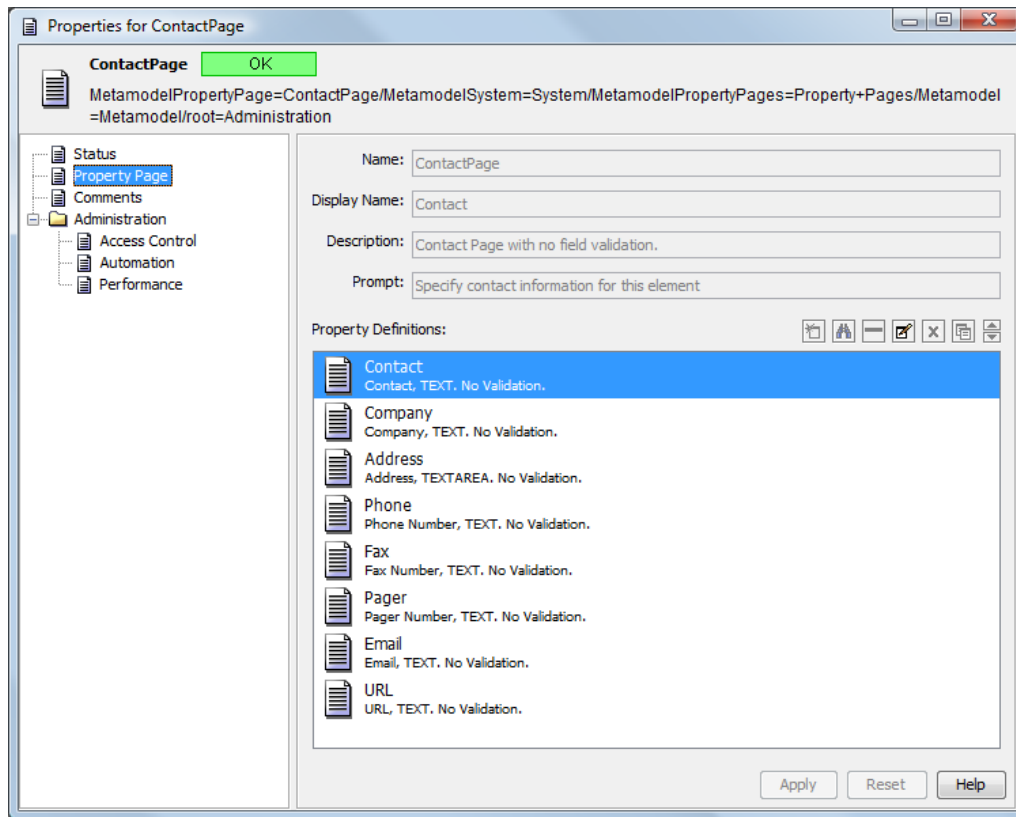 Properties for ContactPage
ContactPage OK
MetamodelPropertyPage=ContactPage/MetamodelSystem=System/MetamodelPropertyPages=Property+Pages/Metamodel
=Metamodel/root=Administration
Status
Property Page
Comments
Administration
Access Control
Automation
Performance
Name: ContactPage
Display Name: Contact
Description: Contact Page with no field validation.
Prompt: Specify contact information for this element
Property Definitions:
Contact
Contact, TEXT. No Validation.
Company
Company, TEXT. No Validation.
Address
Address, TEXTAREA. No Validation.
Phone
Phone Number, TEXT. No Validation.
Fax
Fax Number, TEXT. No Validation.
Pager
Pager Number, TEXT. No Validation.
Email
Email, TEXT. No Validation.
URL
URL, TEXT. No Validation.
Apply Reset Help